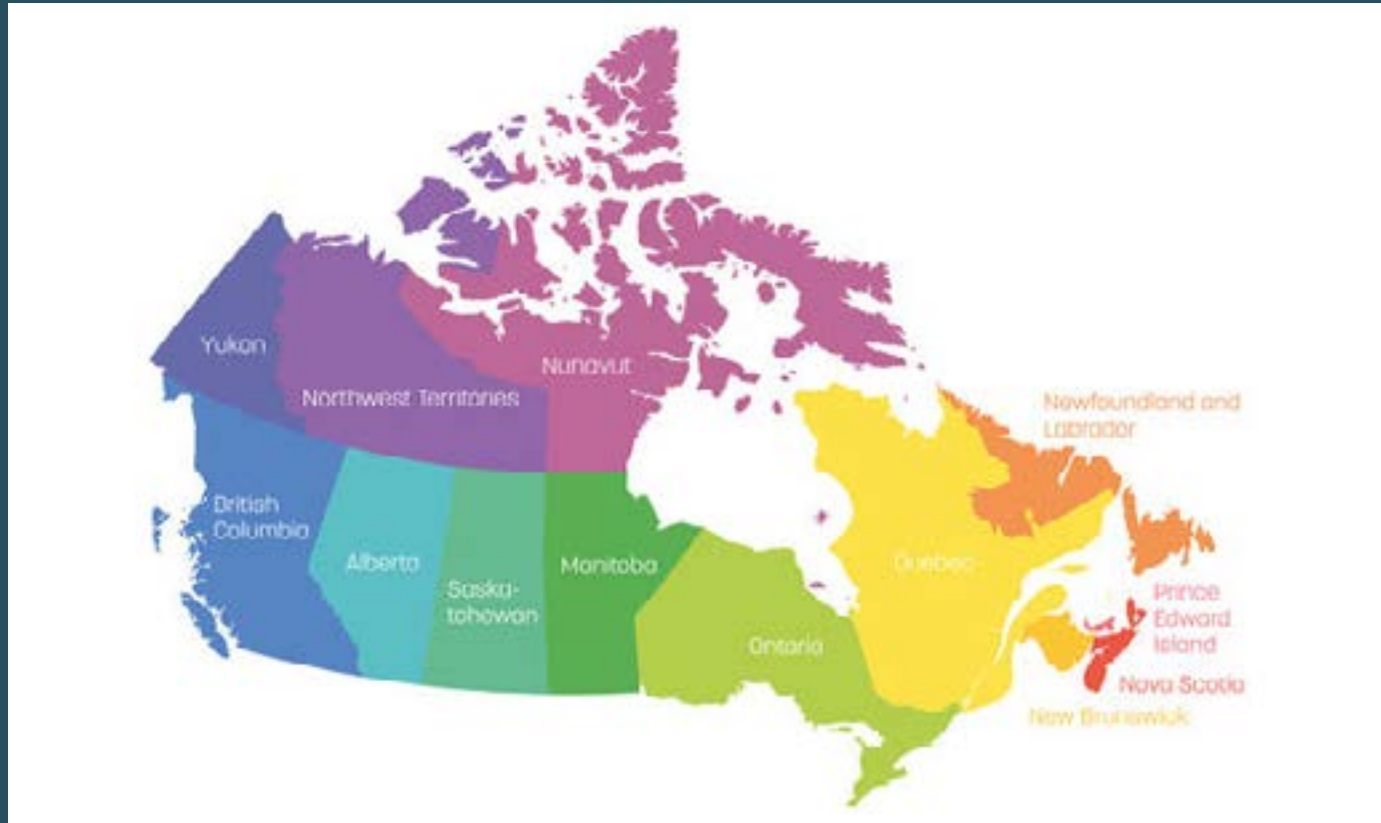 Yukon
Nunavut
Northwest Territories
Newfoundland and
Labrador
British
Columbia
Alberta
Manitoba
Quebec
Saska-
tchewan
Prince
Edward
Island
Ontario
Nova Scotia
New Brunswick